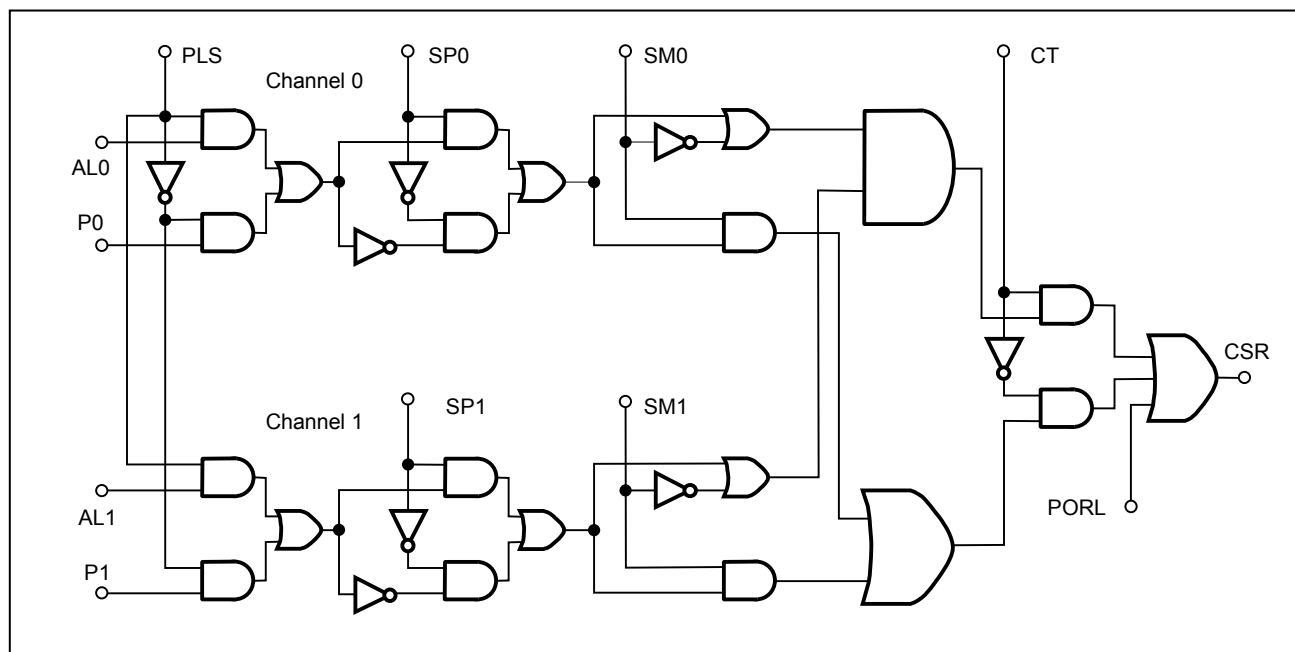 PLS
SP0
SM0
CT
Channel 0
AL0
P0
CSR
SP1
SM1
Channel 1
PORL
AL1
P1